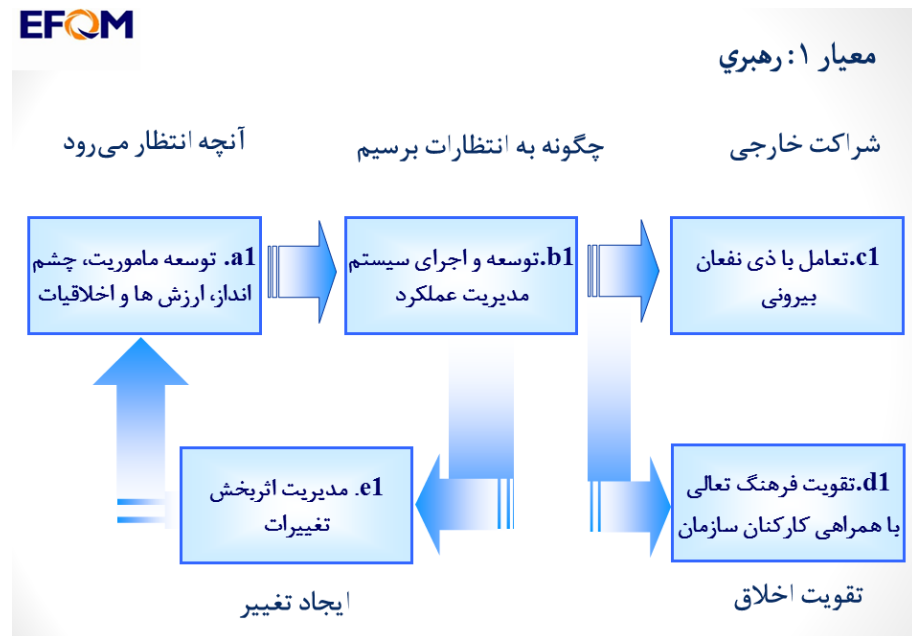 EFQM
معیار ۱: رهبري
شراکت خارجی
چگونه به انتظارات برسیم
آنچه انتظار می‌رود
a1. توسعه ماموریت، چشم
انداز، ارزش ها و اخلاقیات
b1.توسعه و اجرای سیستم
مدیریت عملکرد
c1.تعامل با ذی نفعان
بیرونی
d1.تقویت فرهنگ تعالی
با همراهی کارکنان سازمان
e1. مدیریت اثربخش
تغییرات
تقویت اخلاق
ایجاد تغییر